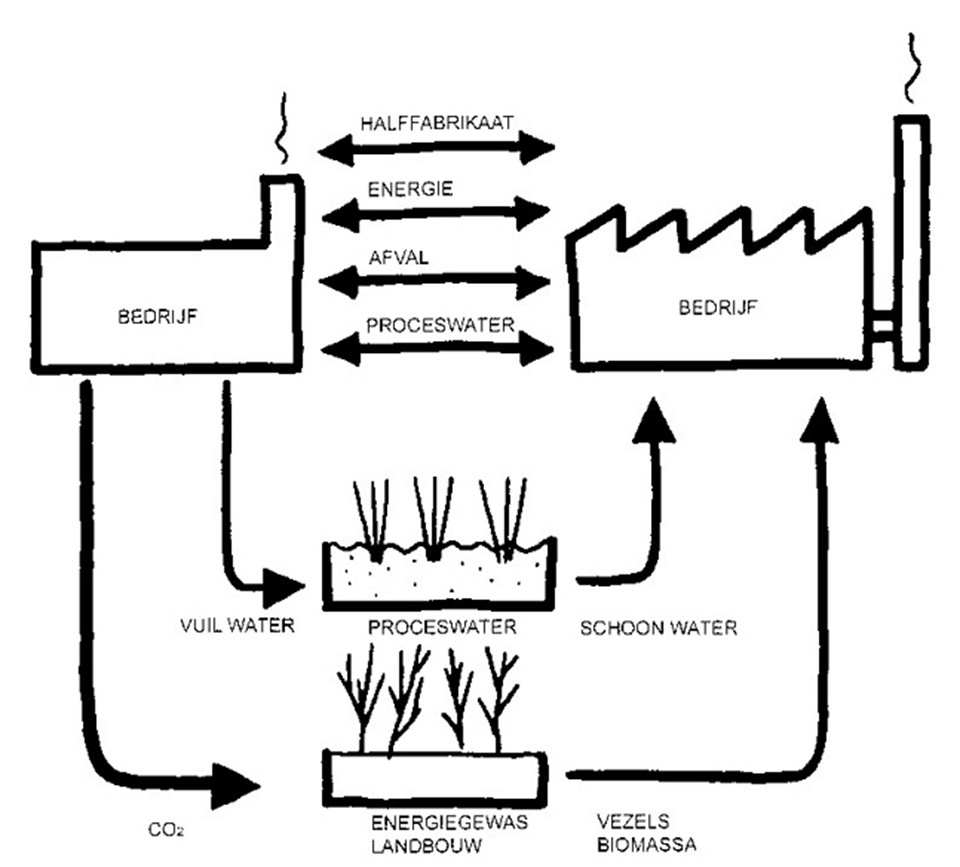 HALFFABRIKAAT
ENERGIE
AFVAL
PROCESWATER
BEDRIJF
BEDRIJF
VUIL WATER
PROCESWATER
SCHOON WATER
CO₂
ENERGIEGEWAS
LANDBOUW
VEZELS
BIOMASSA